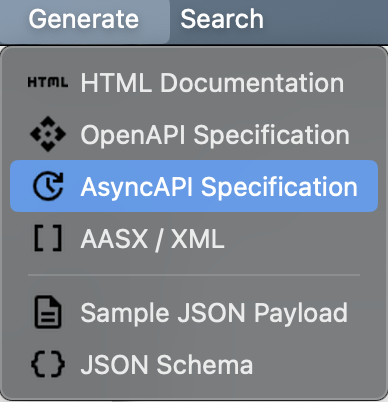 Generate Search
HTML HTML Documentation
OpenAPI Specification
AsyncAPI Specification
[ ] AASX / XML
Sample JSON Payload
{} JSON Schema